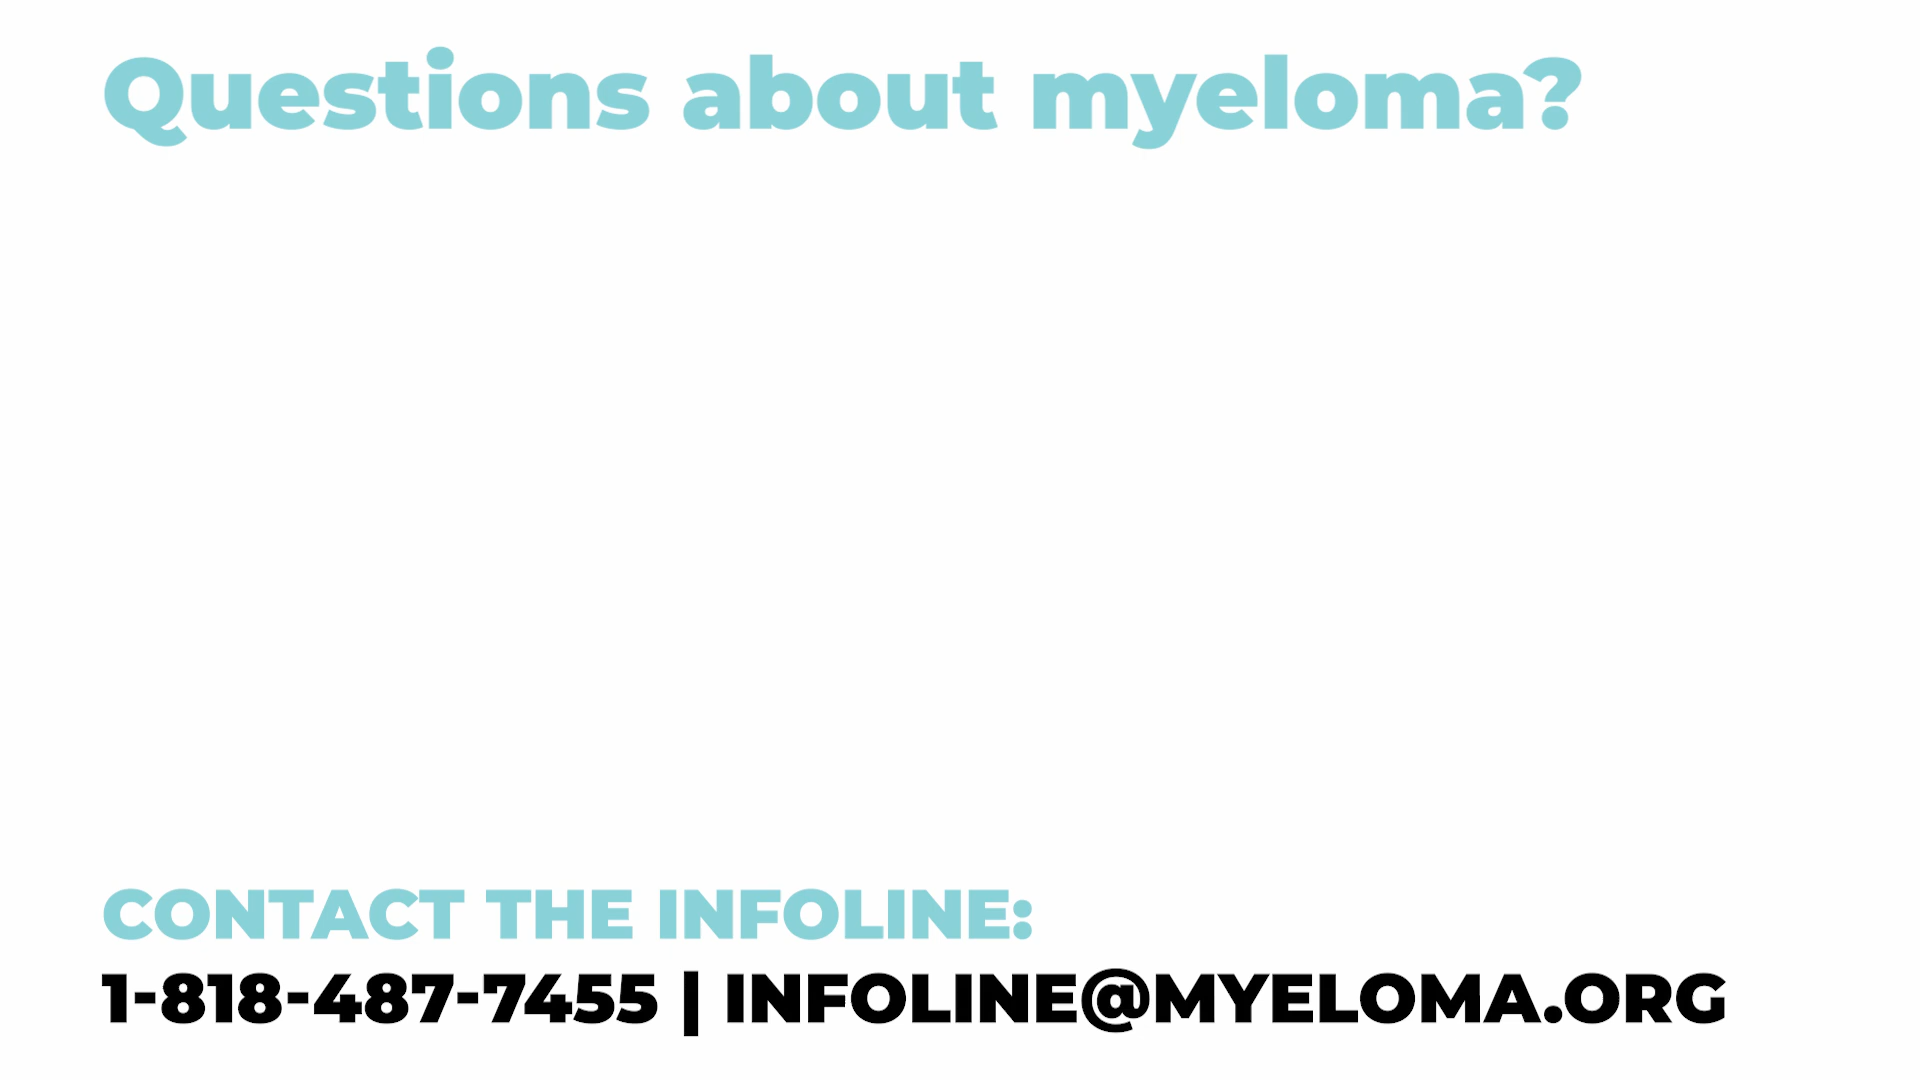 Questions about myeloma?
CONTACT THE INFOLINE:
1-818-487-7455 | INFOLINE@MYELOMA.ORG